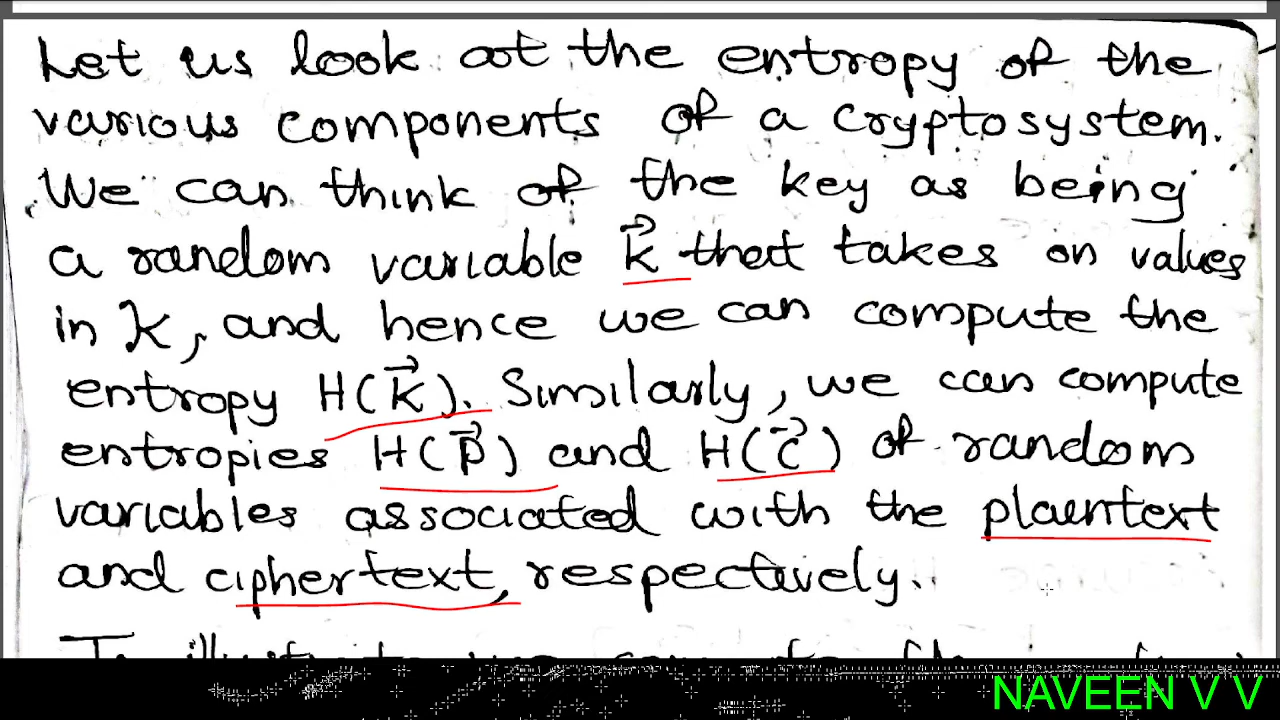 Let us look at the entropy of the
various components of a cryptosystem.
We can think of the key as being
a random variable k⃗ that takes on values
in 𝒦, and hence we can compute the
entropy H(k⃗). Similarly, we can compute
entropies H(p⃗) and H(c⃗) of random
variables associated with the plaintext
and ciphertext, respectively.
To illustrate
NAVEEN V V